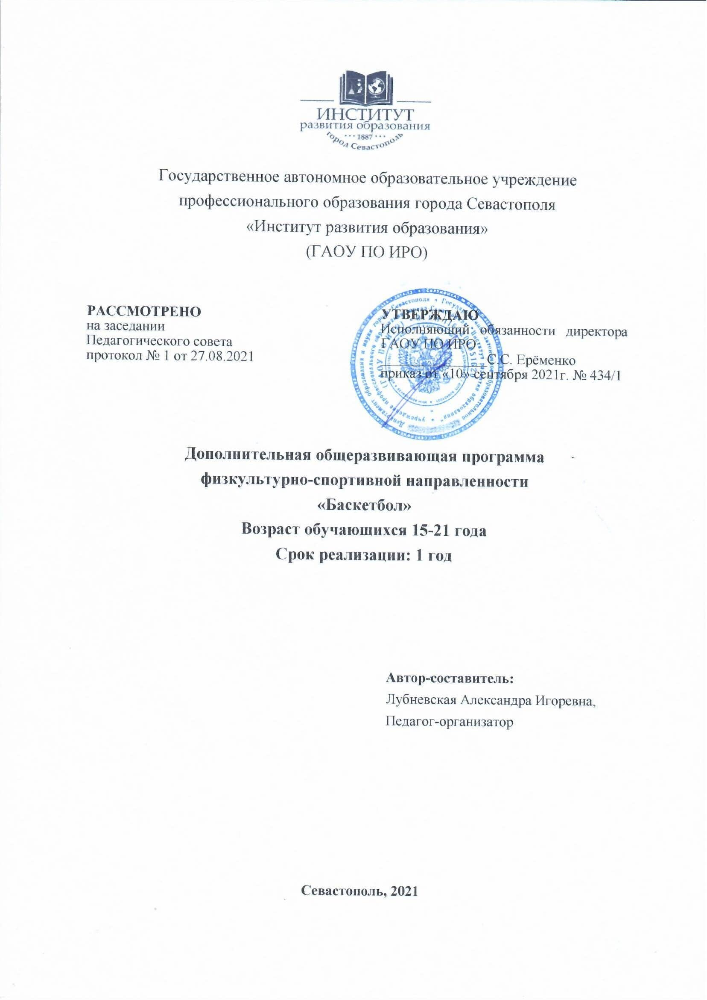 ИНСТИТУТ
развития образования
1887
город Севастополь
Государственное автономное образовательное учреждение
профессионального образования города Севастополя
«Институт развития образования»
(ГАОУ ПО ИРО)
РАССМОТРЕНО
на заседании
Педагогического совета
протокол № 1 от 27.08.2021
УТВЕРЖДАЮ
Исполняющий обязанности директора
ГАОУ ПО ИРО
С.С. Ерёменко
приказ от «10» сентября 2021г. № 434/1
Дополнительная общеразвивающая программа
физкультурно-спортивной направленности
«Баскетбол»
Возраст обучающихся 15-21 года
Срок реализации: 1 год
Автор-составитель:
Лубневская Александра Игоревна,
Педагог-организатор
Севастополь, 2021